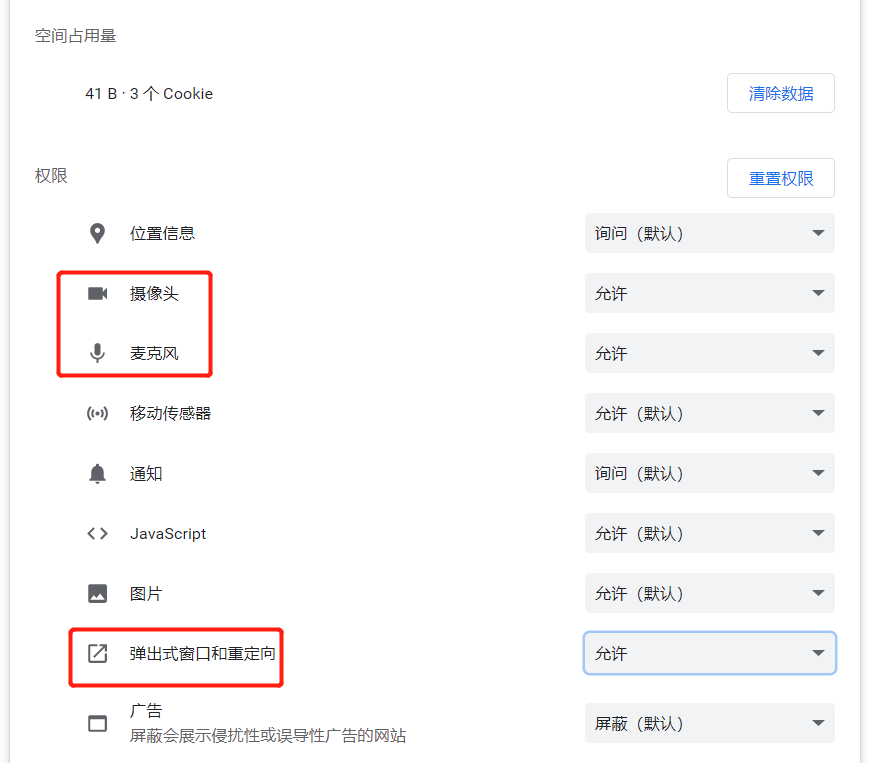 空间占用量
41 B · 3 个 Cookie
清除数据
权限
重置权限
位置信息
询问（默认）
摄像头
允许
麦克风
允许
移动传感器
允许（默认）
通知
询问（默认）
JavaScript
允许（默认）
图片
允许（默认）
弹出式窗口和重定向
允许
广告
屏蔽会展示侵扰性或误导性广告的网站
屏蔽（默认）